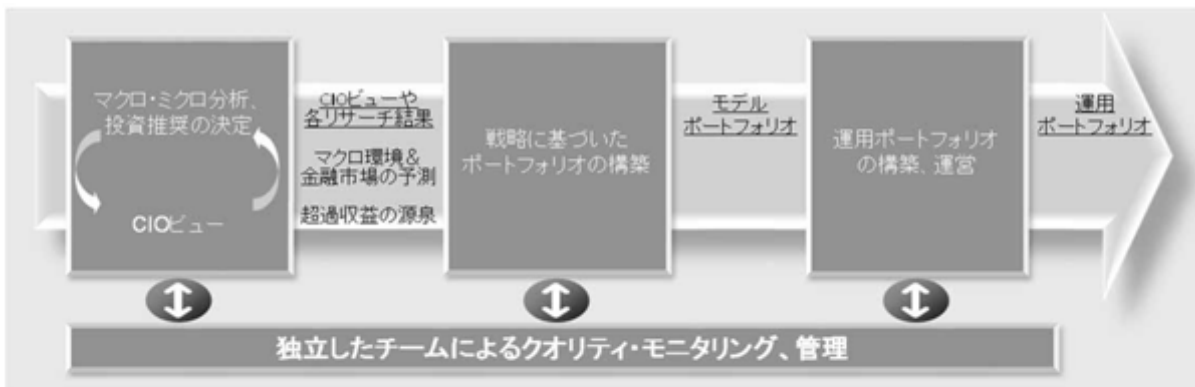 マクロ・ミクロ分析、
投資推奨の決定
CIOビュー
CIOビューや
各リサーチ結果
マクロ環境＆
金融市場の予測
超過収益の源泉
戦略に基づいた
ポートフォリオの構築
モデル
ポートフォリオ
運用ポートフォリオ
の構築、運営
運用
ポートフォリオ
独立したチームによるクオリティ・モニタリング、管理